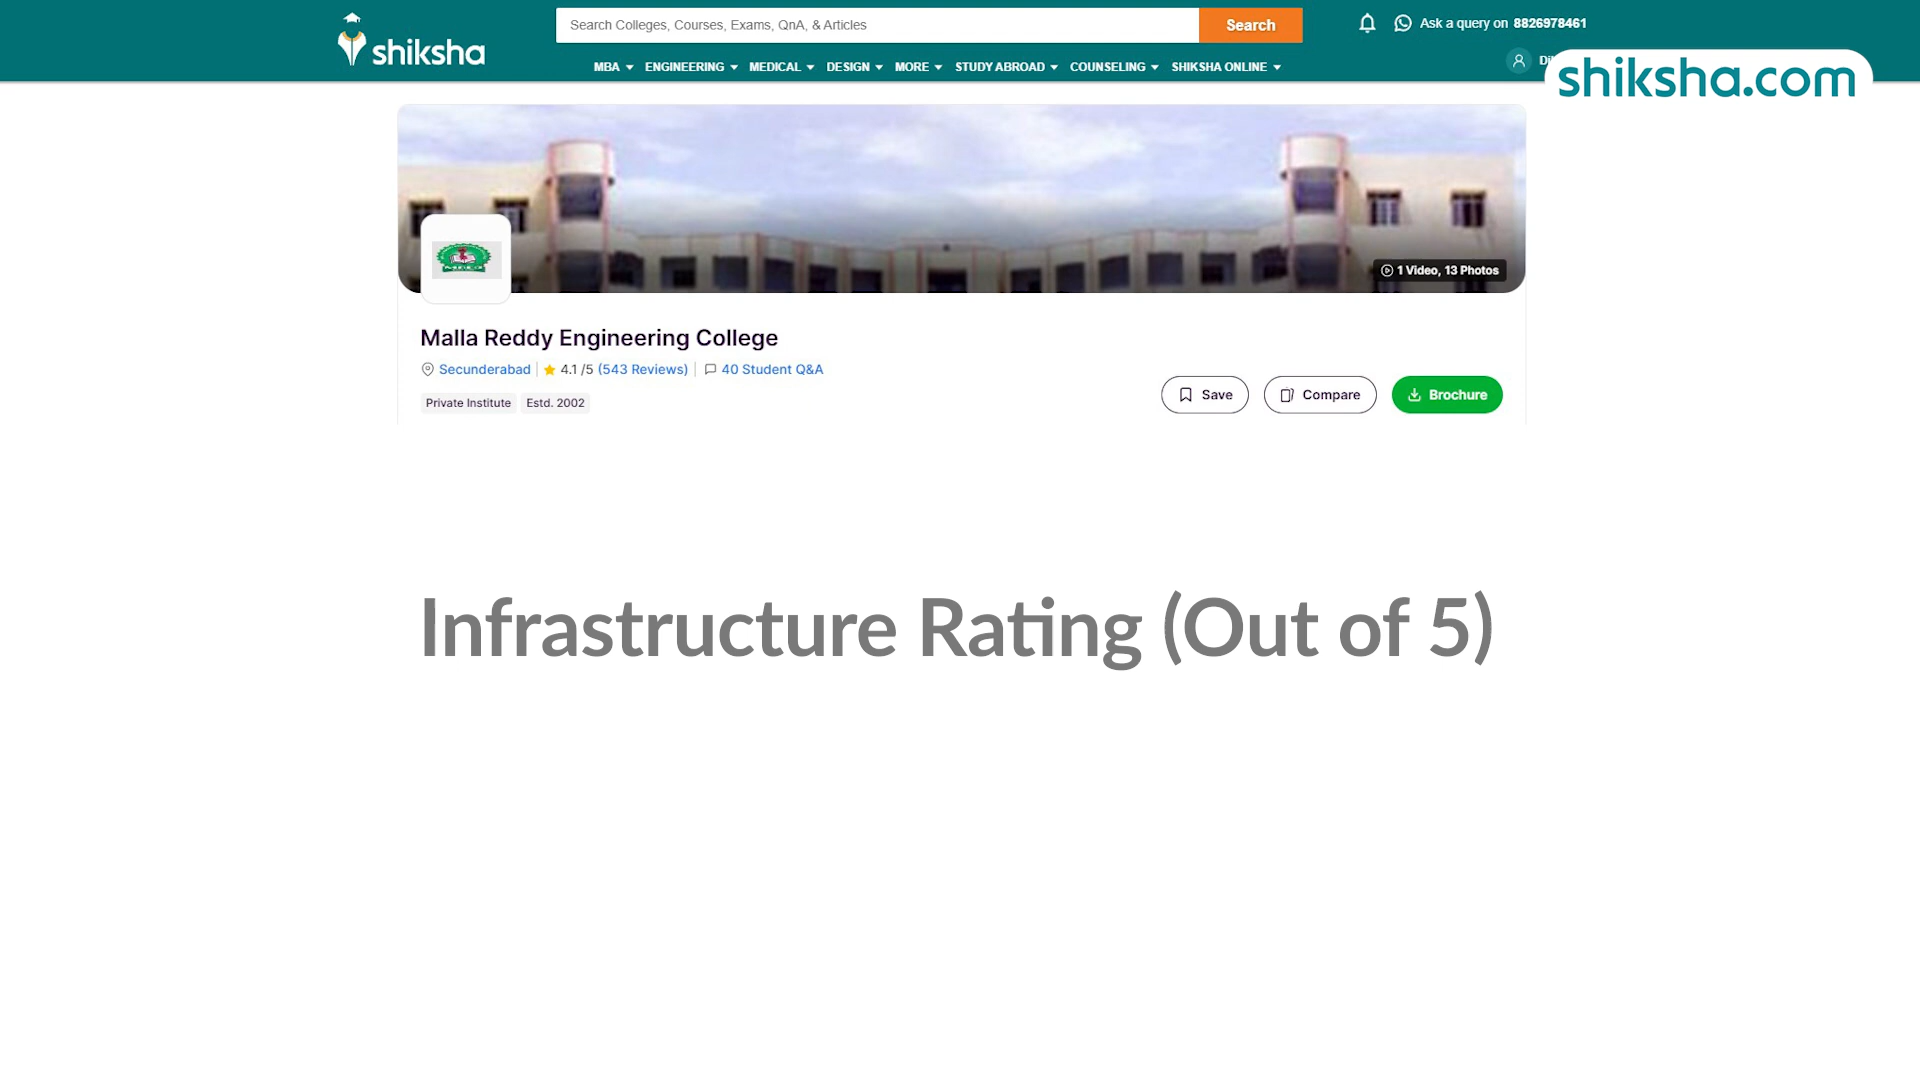 shiksha
Search Colleges, Courses, Exams, QnA, & Articles
Search
Ask a query on 8826978461
MBA ENGINEERING MEDICAL DESIGN MORE STUDY ABROAD COUNSELING SHIKSHA ONLINE
shiksha.com
1 Video, 13 Photos
Malla Reddy Engineering College
Secunderabad | 4.1 /5 (543 Reviews) | 40 Student Q&A
Private Institute Estd. 2002
Save Compare Brochure
Infrastructure Rating (Out of 5)